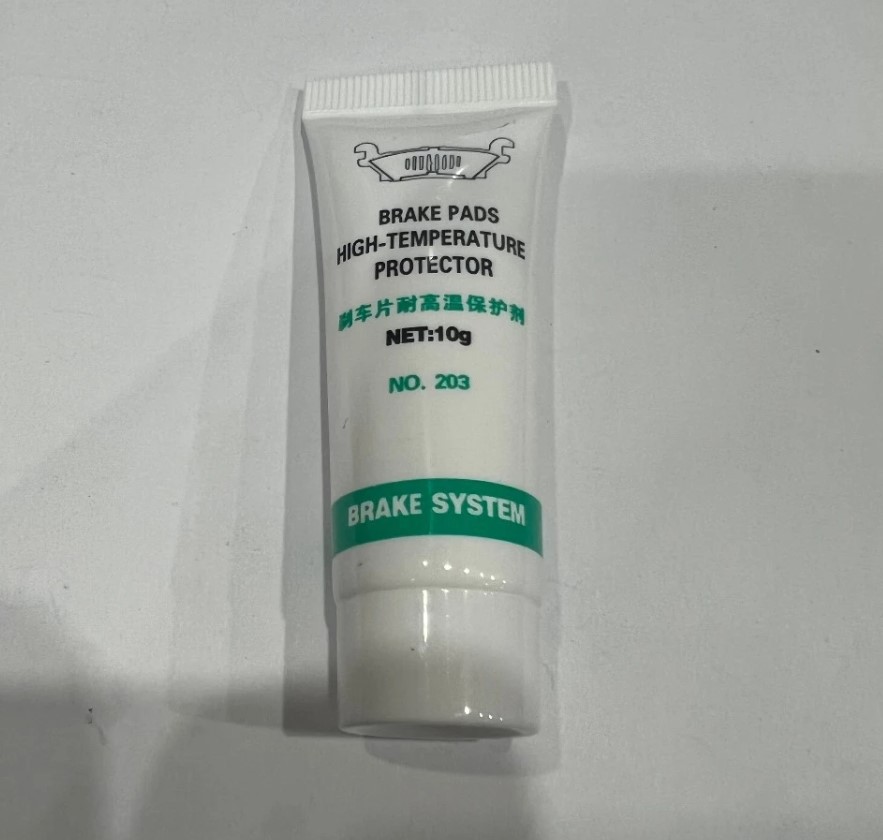 BRAKE PADS
HIGH-TEMPERATURE
PROTECTOR
刹车片耐高温保护剂
NET:10g
NO. 203
BRAKE SYSTEM